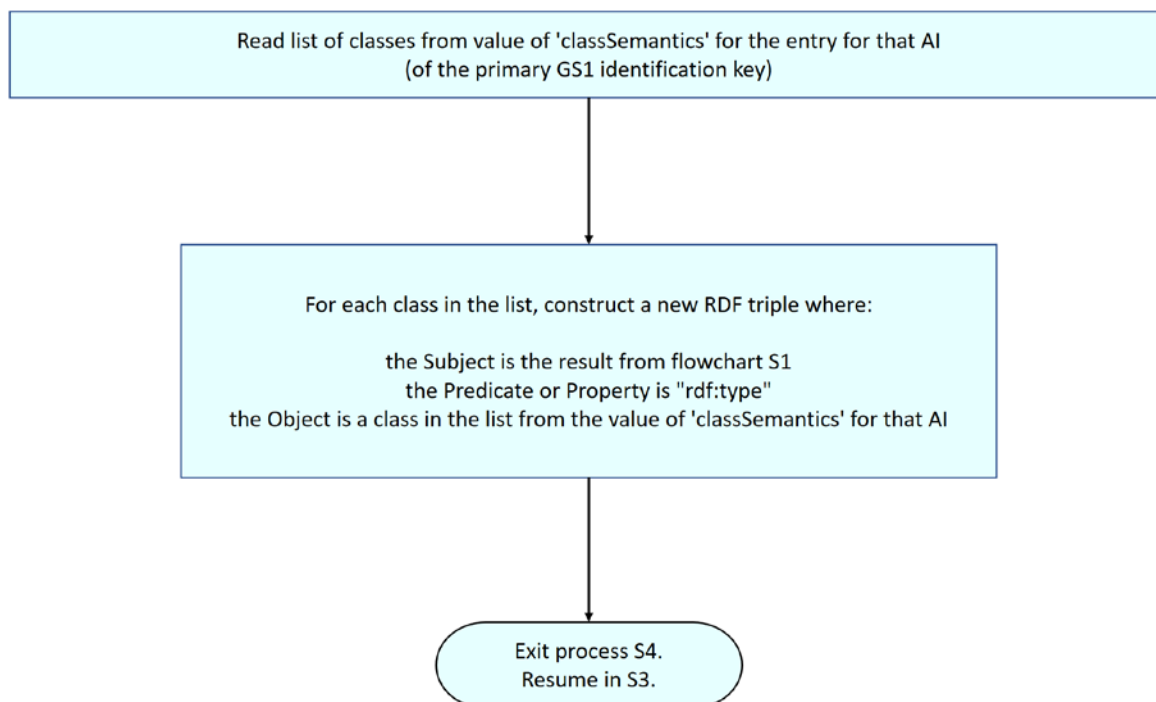 Read list of classes from value of 'classSemantics' for the entry for that AI
(of the primary GS1 identification key)
For each class in the list, construct a new RDF triple where:
the Subject is the result from flowchart S1
the Predicate or Property is "rdf:type"
the Object is a class in the list from the value of 'classSemantics' for that AI
Exit process S4.
Resume in S3.